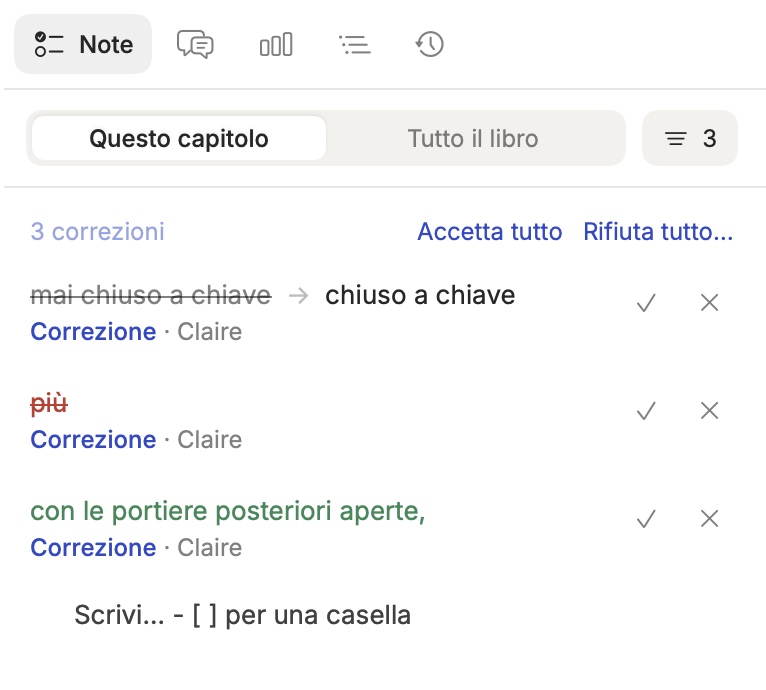 Note
Questo capitolo
Tutto il libro
3
3 correzioni
Accetta tutto
Rifiuta tutto…
mai chiuso a chiave → chiuso a chiave
Correzione · Claire
più
Correzione · Claire
con le portiere posteriori aperte,
Correzione · Claire
Scrivi… - [ ] per una casella